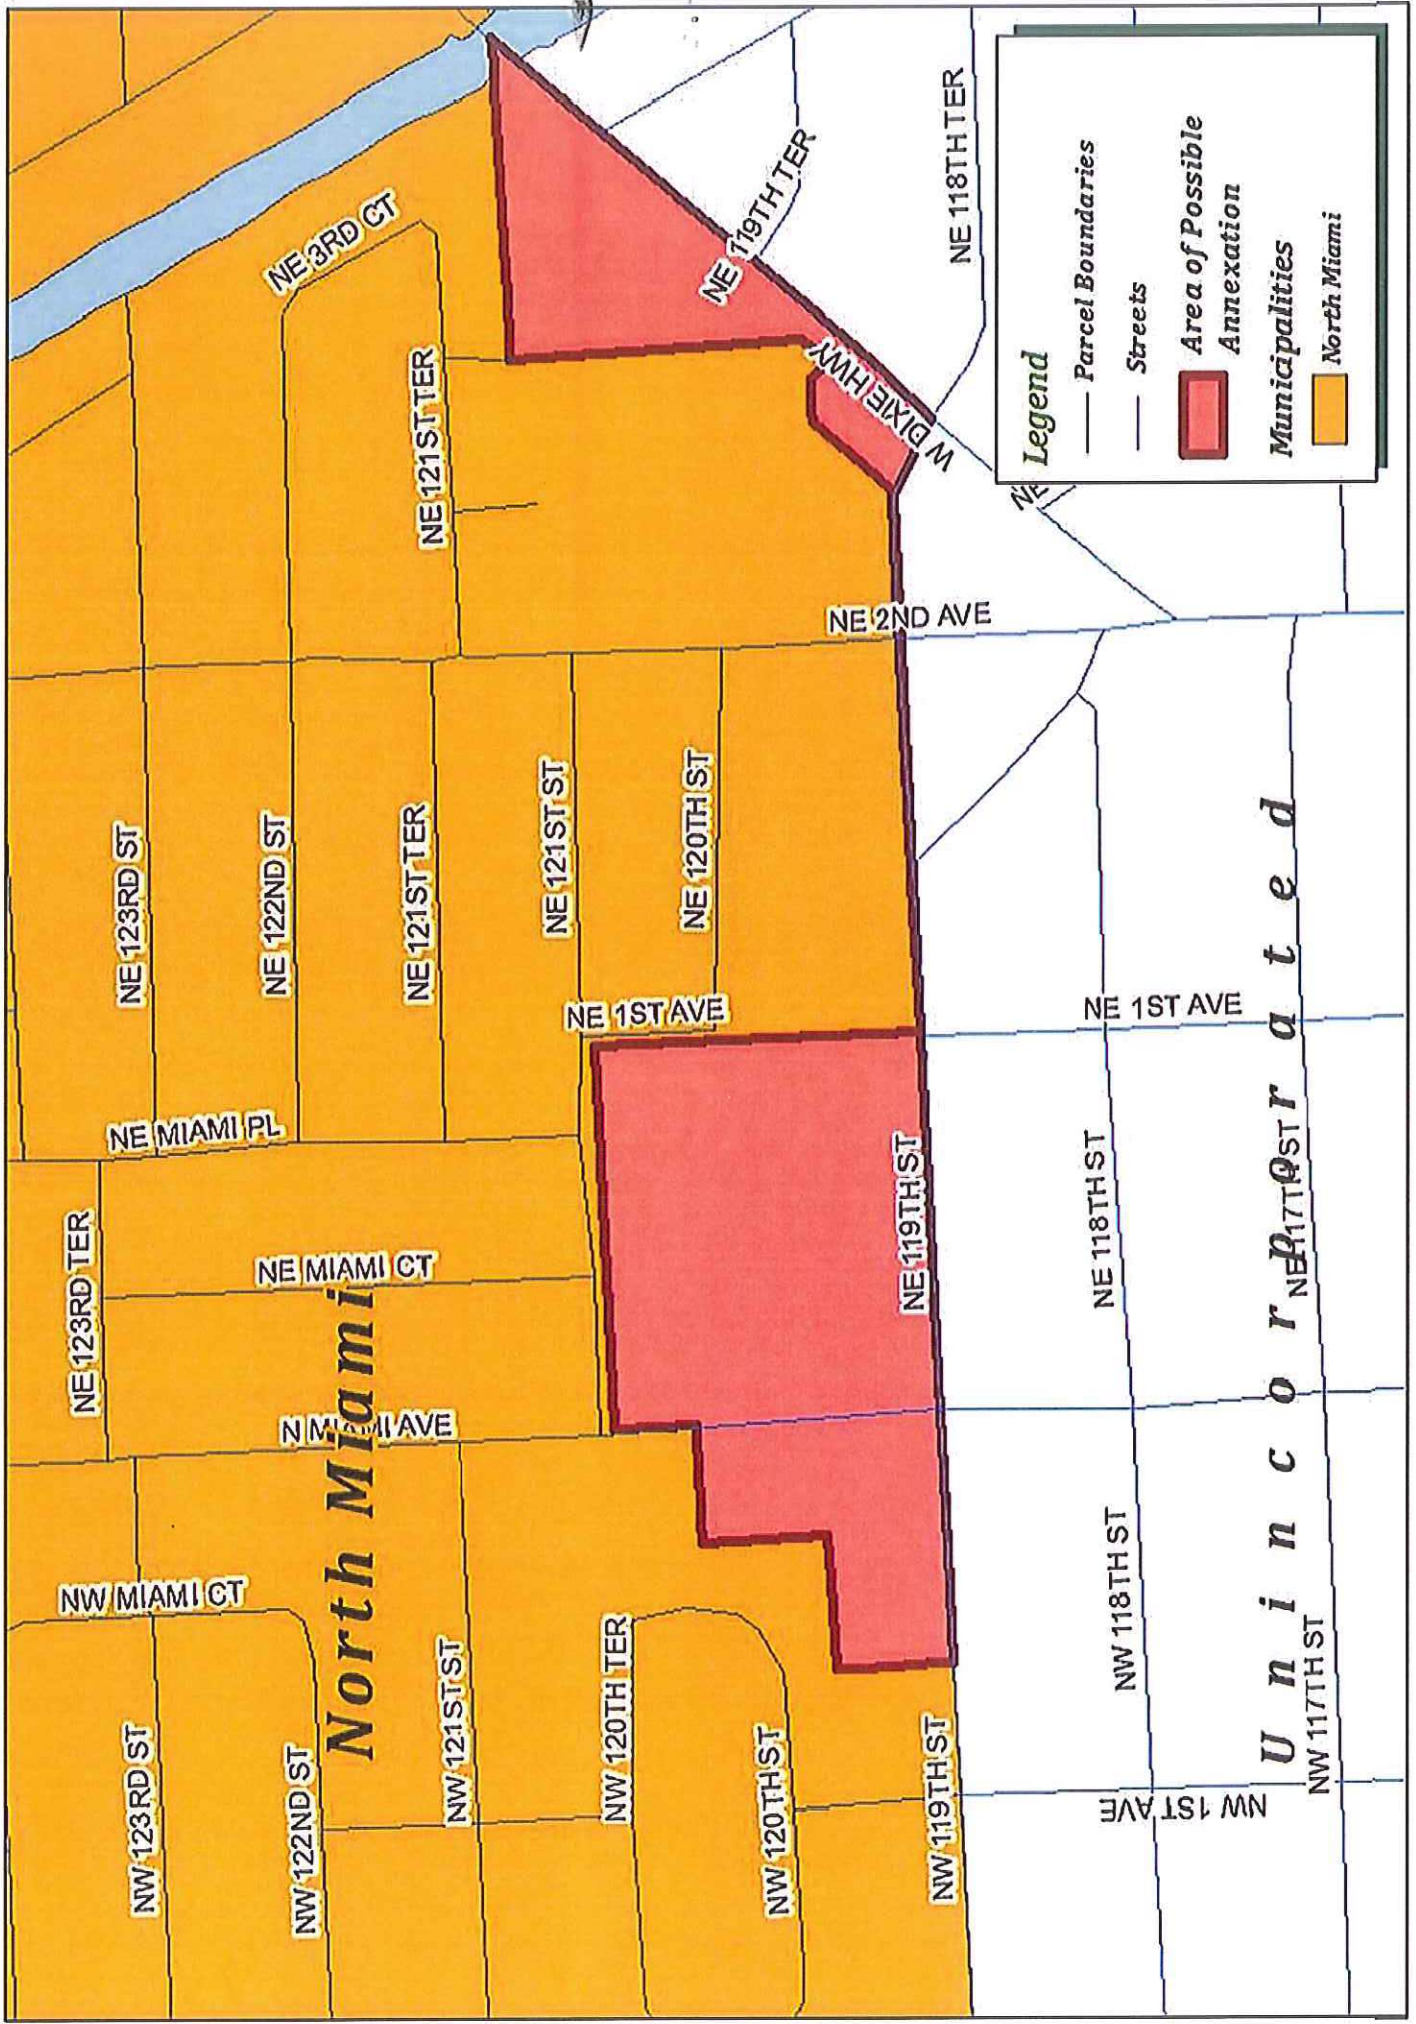 NE 123RD ST
NE 122ND ST
NE 121ST TER
NE 121ST ST
NE 120TH ST
NE 3RD CT
NE 121ST TER
NE 119TH TER
NE 118TH TER
W DIXIE HWY
NE 2ND AVE
NE 1ST AVE
NE 1ST AVE
NE MIAMI PL
NE 123RD TER
NE MIAMI CT
N MIAMI AVE
North Miami
NE 119TH ST
NE 118TH ST
NE 117TH ST
NW MIAMI CT
NW 123RD ST
NW 122ND ST
NW 121ST ST
NW 120TH TER
NW 120TH ST
NW 119TH ST
NW 118TH ST
NW 117TH ST
NW 1ST AVE
Unincorporated
Legend
Parcel Boundaries
Streets
Area of Possible
Annexation
Municipalities
North Miami